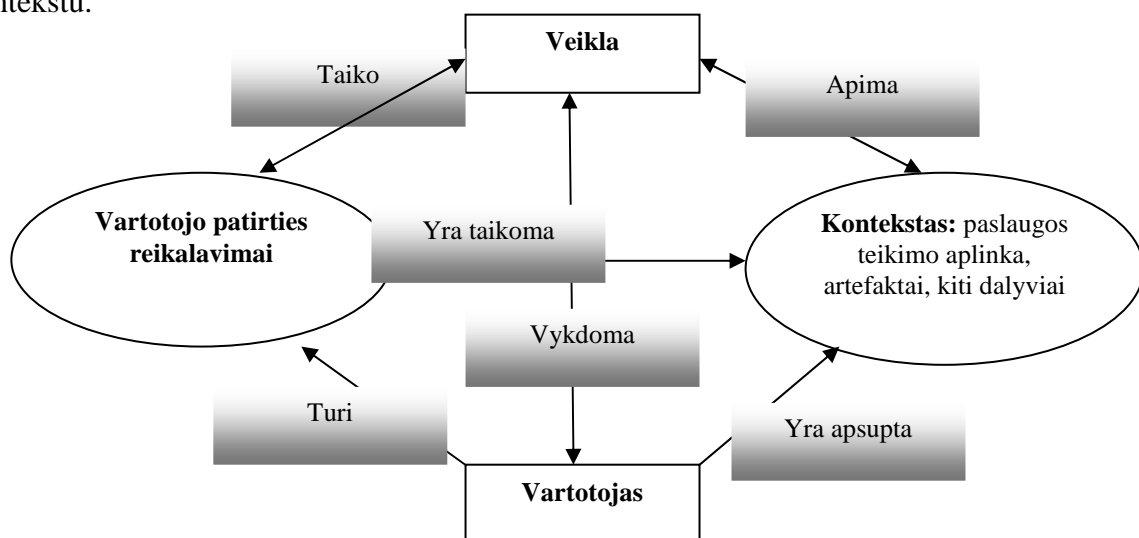 ntekstu.
Veikla
Taiko
Apima
Vartotojo patirties
reikalavimai
Yra taikoma
Kontekstas: paslaugos
teikimo aplinka,
artefaktai, kiti dalyviai
Vykdoma
Turi
Yra apsupta
Vartotojas